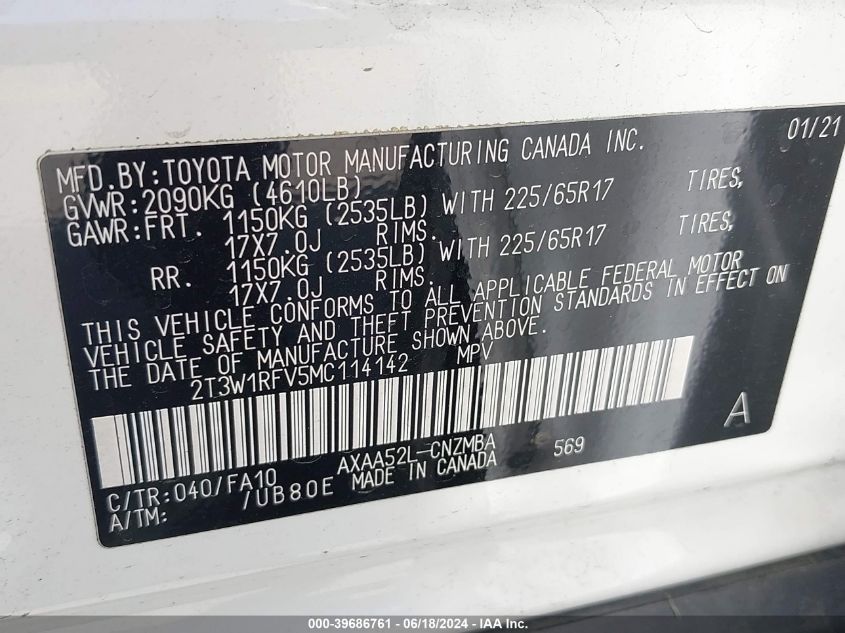 MFD.BY:TOYOTA MOTOR MANUFACTURING CANADA INC. 01/21
GVWR:2090KG (4610LB)
GAWR:FRT. 1150KG (2535LB) WITH 225/65R17 TIRES,
17X7.0J RIMS.
RR. 1150KG (2535LB) WITH 225/65R17 TIRES,
17X7.0J RIMS.
THIS VEHICLE CONFORMS TO ALL APPLICABLE FEDERAL MOTOR
VEHICLE SAFETY AND THEFT PREVENTION STANDARDS IN EFFECT ON
THE DATE OF MANUFACTURE SHOWN ABOVE.
2T3W1RFV5MC114142 MPV
A
AXAA52L-CNZMBA 569
C/TR:040/FA10 MADE IN CANADA
A/TM: /UB80E
000-39686761 - 06/18/2024 - IAA Inc.